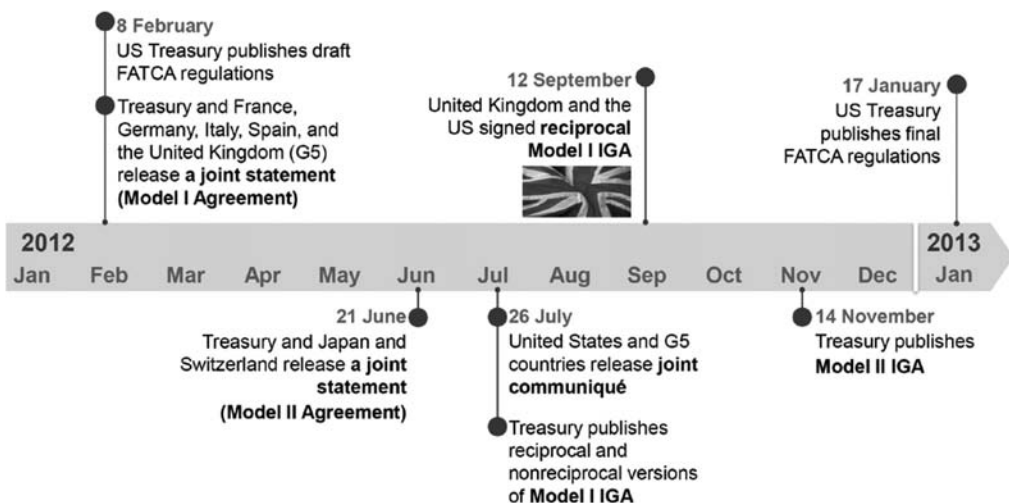 8 February
US Treasury publishes draft
FATCA regulations
Treasury and France,
Germany, Italy, Spain, and
the United Kingdom (G5)
release a joint statement
(Model I Agreement)
12 September
United Kingdom and the
US signed reciprocal
Model I IGA
17 January
US Treasury
publishes final
FATCA regulations
2012
2013
Jan Feb Mar Apr May Jun Jul Aug Sep Oct Nov Dec Jan
21 June
Treasury and Japan and
Switzerland release a joint
statement
(Model II Agreement)
26 July
United States and G5
countries release joint
communiqué
Treasury publishes
reciprocal and
nonreciprocal versions
of Model I IGA
14 November
Treasury publishes
Model II IGA